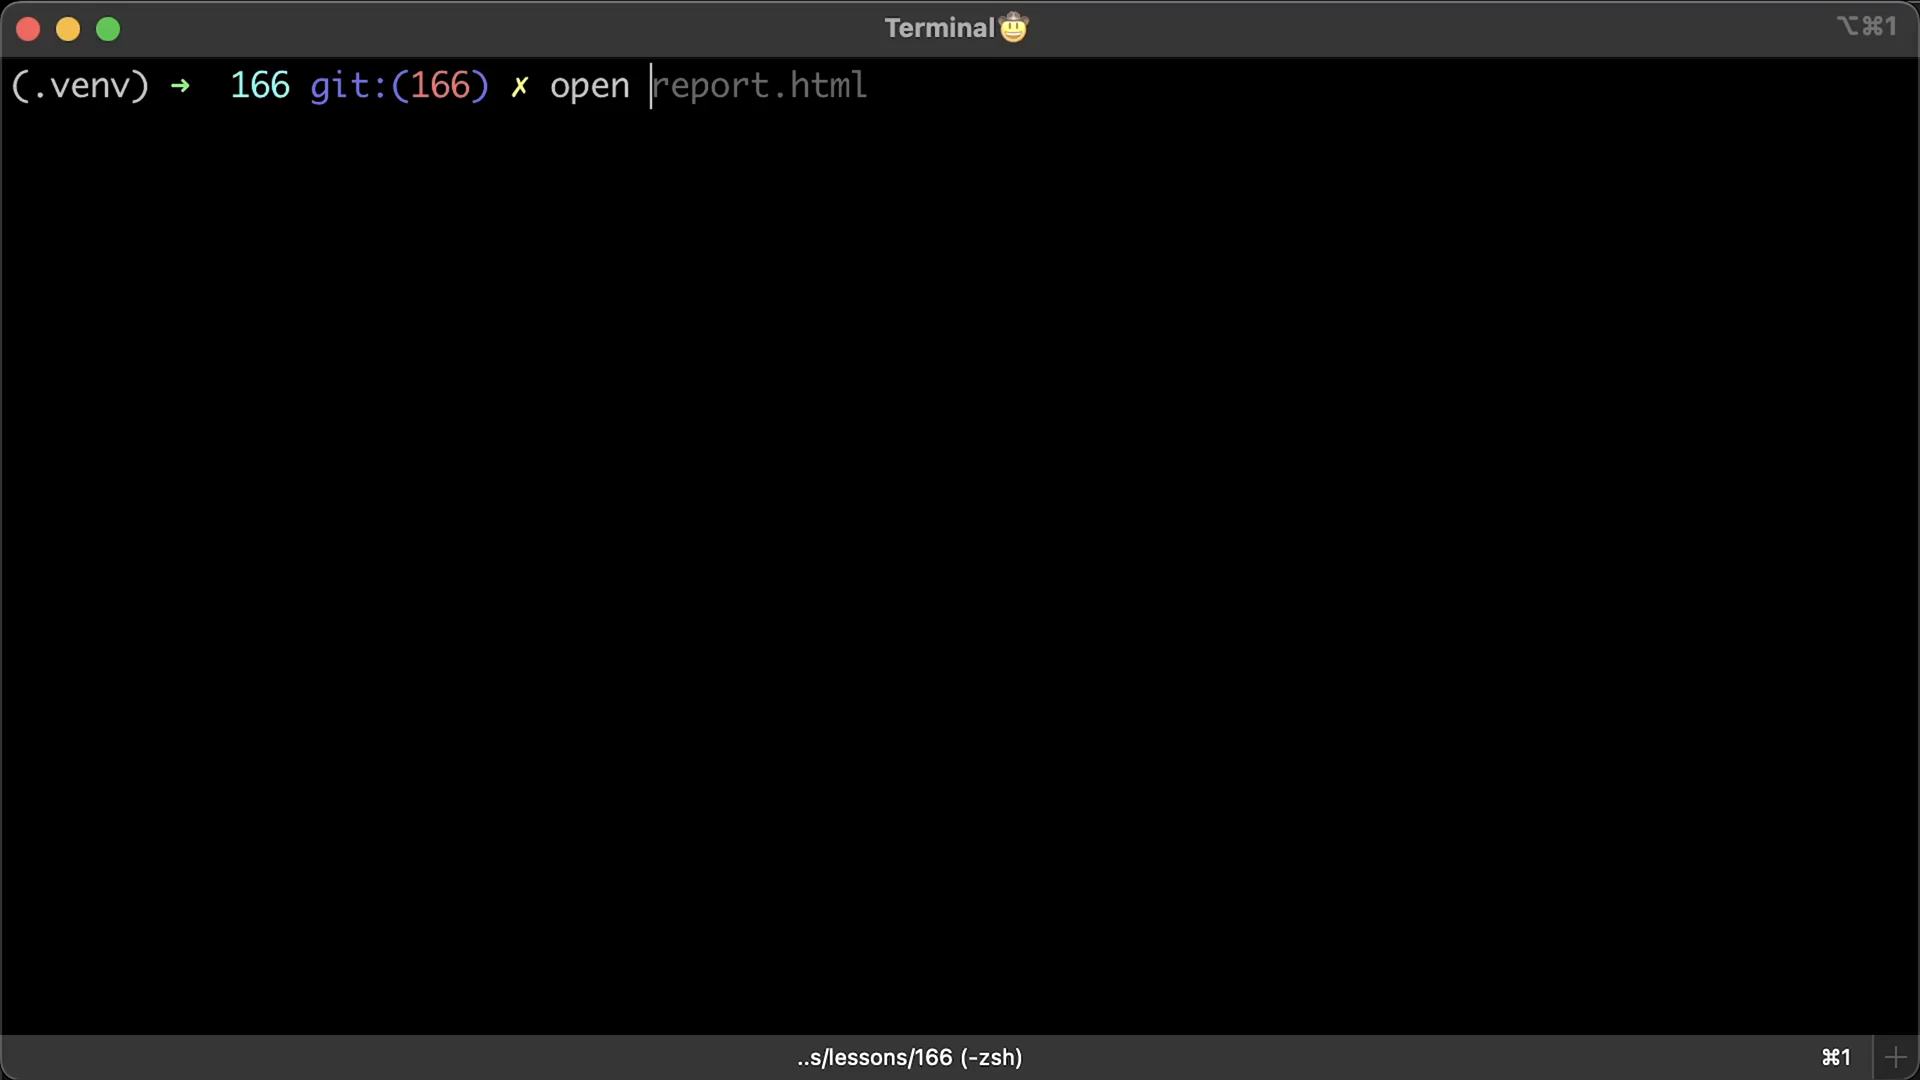 Terminal🤠
⌥⌘1
(.venv) ➜ 166 git:(166) ✗ open report.html
..s/lessons/166 (-zsh)
⌘1
+